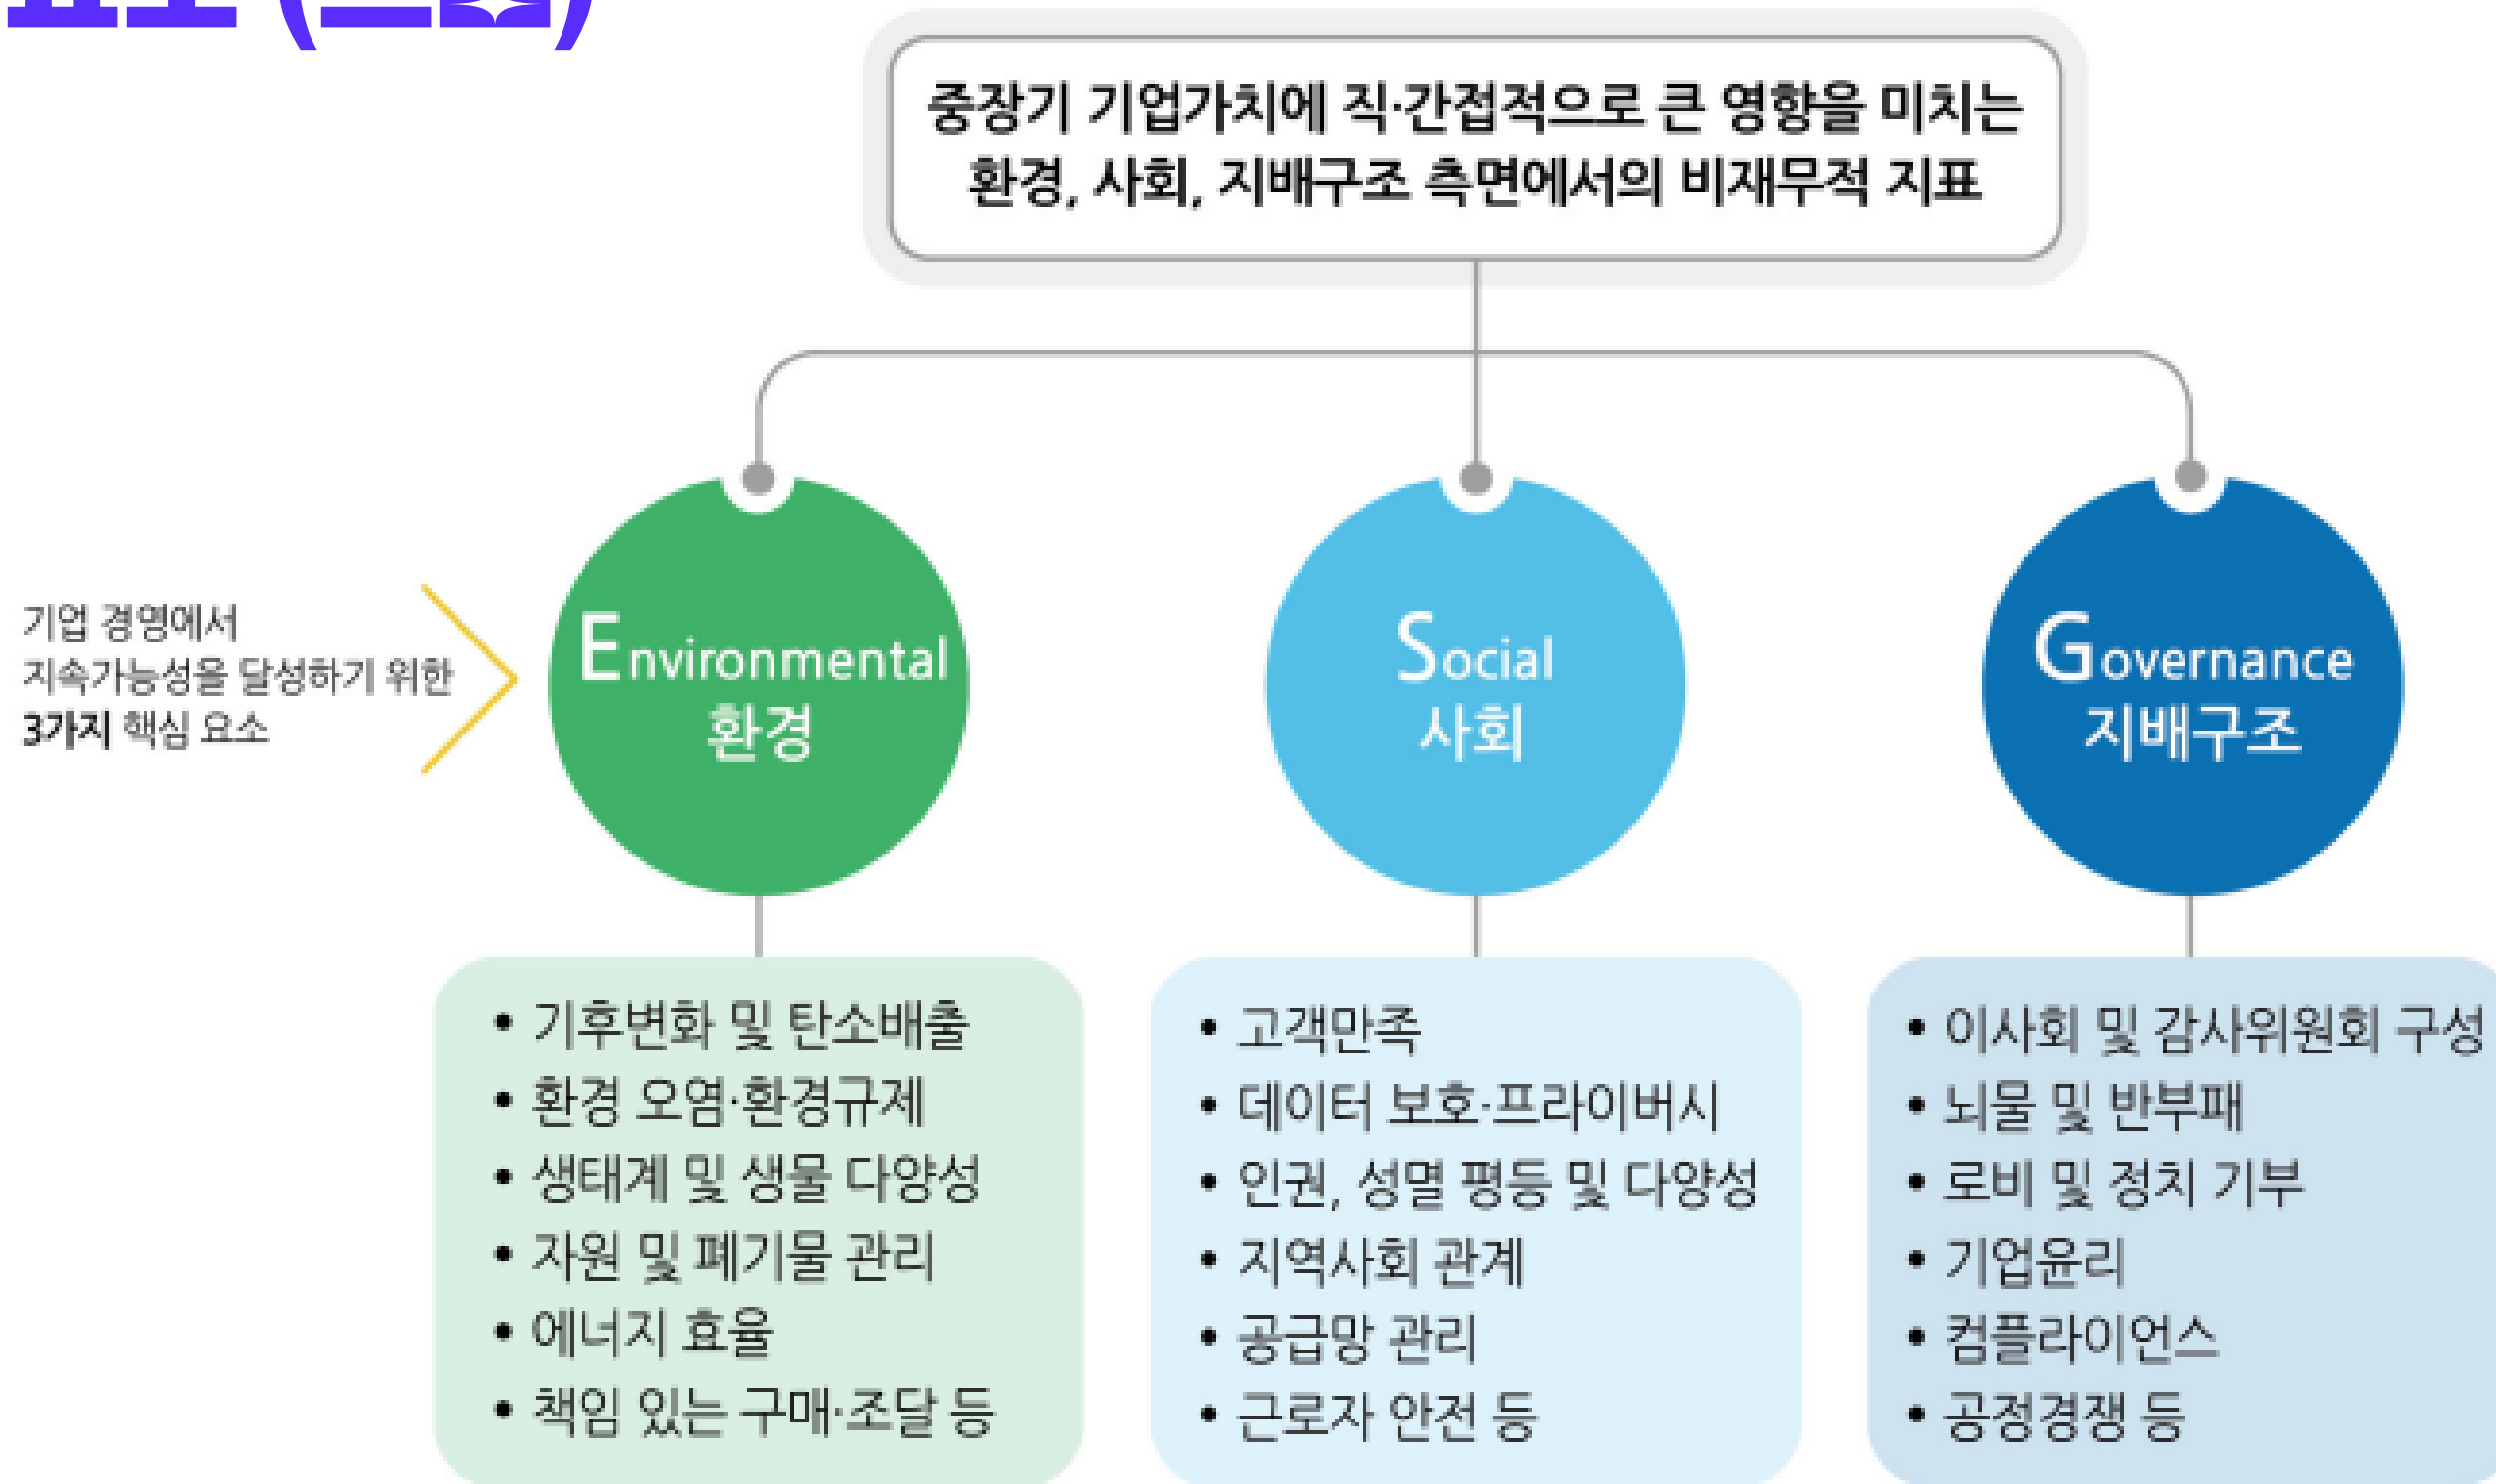 중장기 기업가치에 직·간접적으로 큰 영향을 미치는
환경, 사회, 지배구조 측면에서의 비재무적 지표
기업 경영에서
지속가능성을 달성하기 위한
3가지 핵심 요소
Environmental
환경
Social
사회
Governance
지배구조
• 기후변화 및 탄소배출
• 환경 오염·환경규제
• 생태계 및 생물 다양성
• 자원 및 폐기물 관리
• 에너지 효율
• 책임 있는 구매·조달 등
• 고객만족
• 데이터 보호·프라이버시
• 인권, 성별 평등 및 다양성
• 지역사회 관계
• 공급망 관리
• 근로자 안전 등
• 이사회 및 감사위원회 구성
• 뇌물 및 반부패
• 로비 및 정치 기부
• 기업윤리
• 컴플라이언스
• 공정경쟁 등